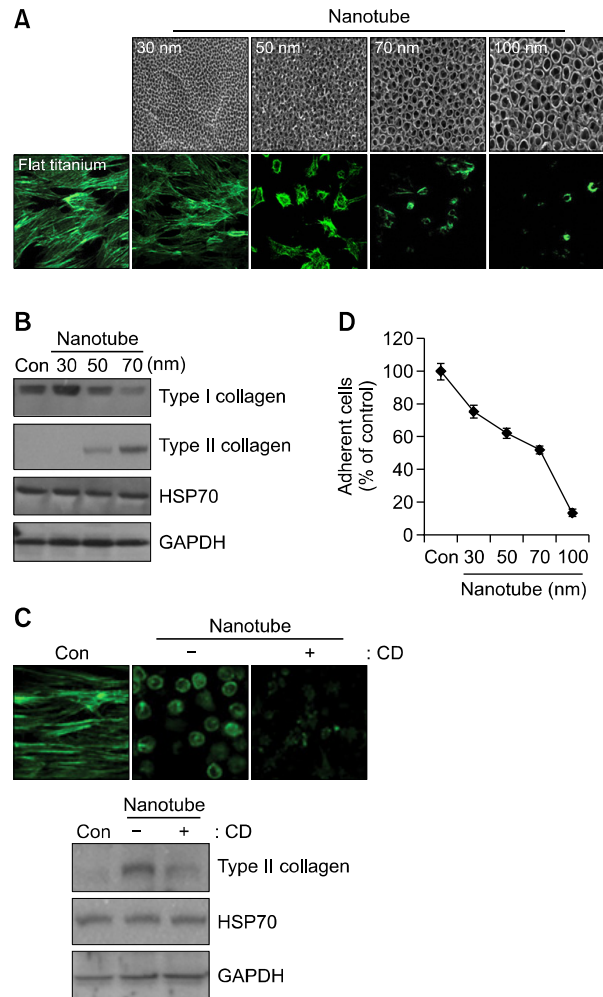 A
Nanotube
30 nm 50 nm 70 nm 100 nm
Flat titanium
B
Nanotube
Con 30 50 70 (nm)
Type I collagen
Type II collagen
HSP70
GAPDH
D
Adherent cells
(% of control)
120
100
80
60
40
20
0
Con 30 50 70 100
Nanotube (nm)
C
Nanotube
Con − + : CD
Nanotube
Con − + : CD
Type II collagen
HSP70
GAPDH